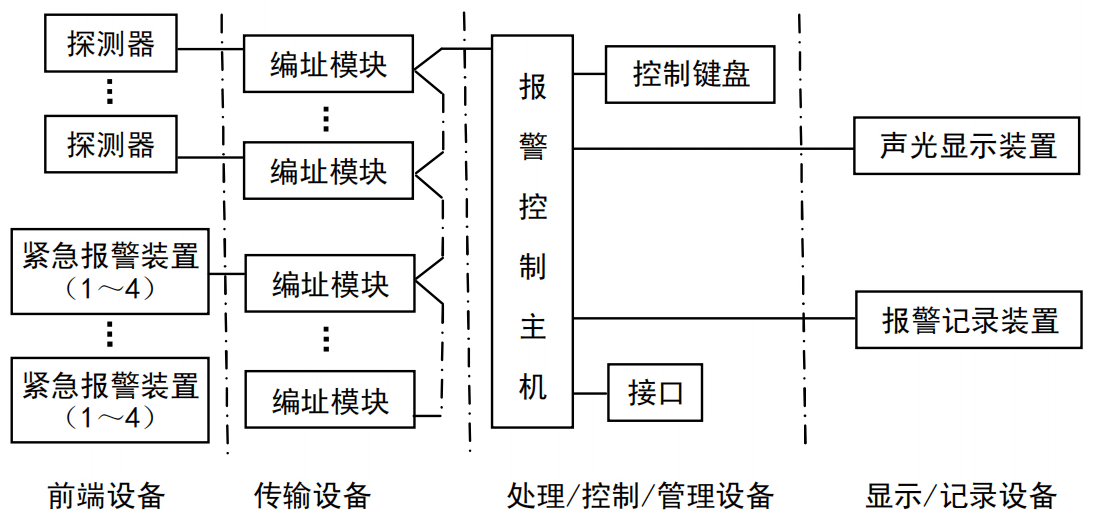 探测器
探测器
紧急报警装置
（1～4）
紧急报警装置
（1～4）
编址模块
编址模块
编址模块
编址模块
报
警
控
制
主
机
控制键盘
接口
声光显示装置
报警记录装置
前端设备
传输设备
处理/控制/管理设备
显示/记录设备